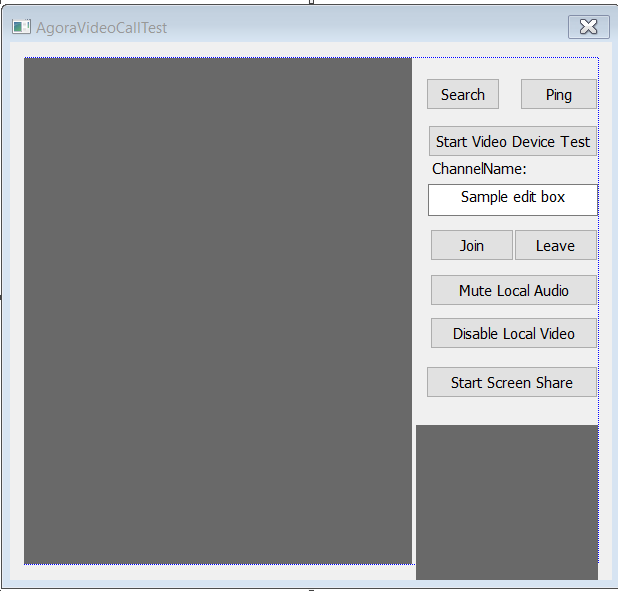 AgoraVideoCallTest
Search Ping
Start Video Device Test
ChannelName:
Sample edit box
Join Leave
Mute Local Audio
Disable Local Video
Start Screen Share